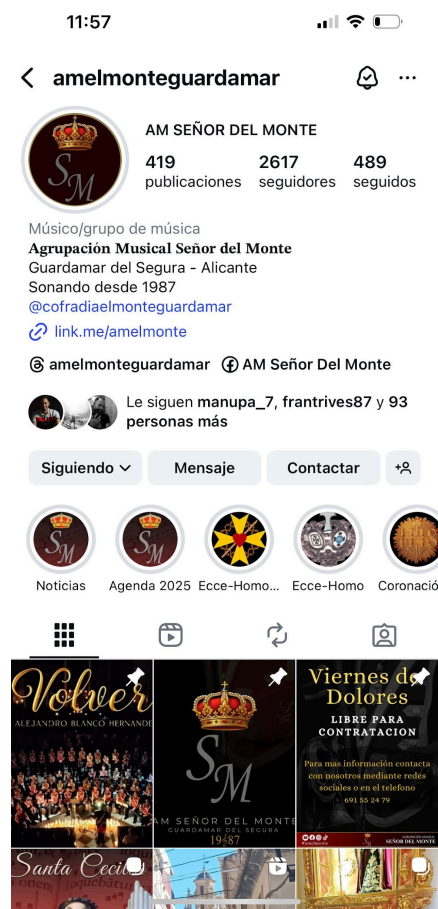 11:57
amelmonteguardamar
AM SEÑOR DEL MONTE
419 2617 489
publicaciones seguidores seguidos
Músico/grupo de música
Agrupación Musical Señor del Monte
Guardamar del Segura - Alicante
Sonando desde 1987
@cofradiaelmonteguardamar
link.me/amelmonte
amelmonteguardamar AM Señor Del Monte
Le siguen manupa_7, frantrives87 y 93
personas más
Siguiendo Mensaje Contactar
Noticias Agenda 2025 Ecce-Homo... Ecce-Homo Coronació
Volver
ALEJANDRO BLANCO HERNANDE
SM
AM SEÑOR DEL MONTE
GUARDAMAR DEL SEGURA
1987
Viernes de
Dolores
LIBRE PARA
CONTRATACION
Para mas información contacta
con nosotros mediante redes
sociales o en el telefono
691 55 24 79
SEÑOR DEL MONTE
Santa Cecilia